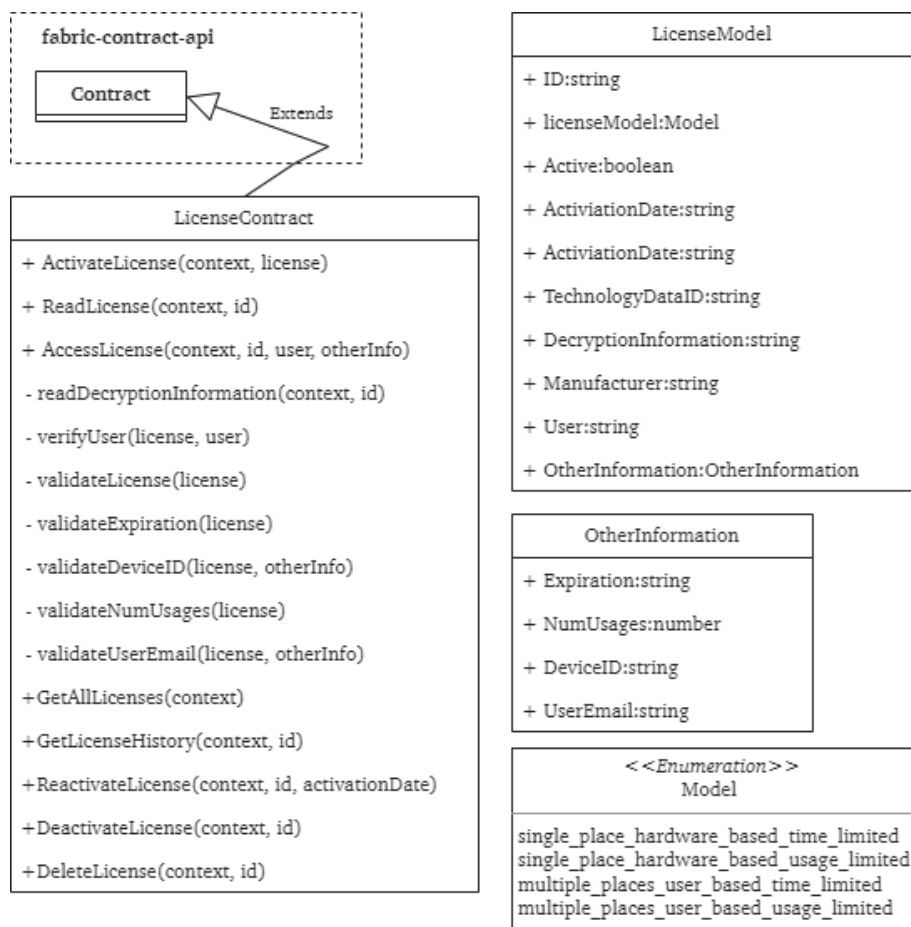 fabric-contract-api
Contract
Extends
LicenseContract
+ ActivateLicense(context, license)
+ ReadLicense(context, id)
+ AccessLicense(context, id, user, otherInfo)
- readDecryptionInformation(context, id)
- verifyUser(license, user)
- validateLicense(license)
- validateExpiration(license)
- validateDeviceID(license, otherInfo)
- validateNumUsages(license)
- validateUserEmail(license, otherInfo)
+GetAllLicenses(context)
+GetLicenseHistory(context, id)
+ReactivateLicense(context, id, activationDate)
+DeactivateLicense(context, id)
+DeleteLicense(context, id)
LicenseModel
+ ID:string
+ licenseModel:Model
+ Active:boolean
+ ActiviationDate:string
+ ActiviationDate:string
+ TechnologyDataID:string
+ DecryptionInformation:string
+ Manufacturer:string
+ User:string
+ OtherInformation:OtherInformation
OtherInformation
+ Expiration:string
+ NumUsages:number
+ DeviceID:string
+ UserEmail:string
<<Enumeration>>
Model
single_place_hardware_based_time_limited
single_place_hardware_based_usage_limited
multiple_places_user_based_time_limited
multiple_places_user_based_usage_limited